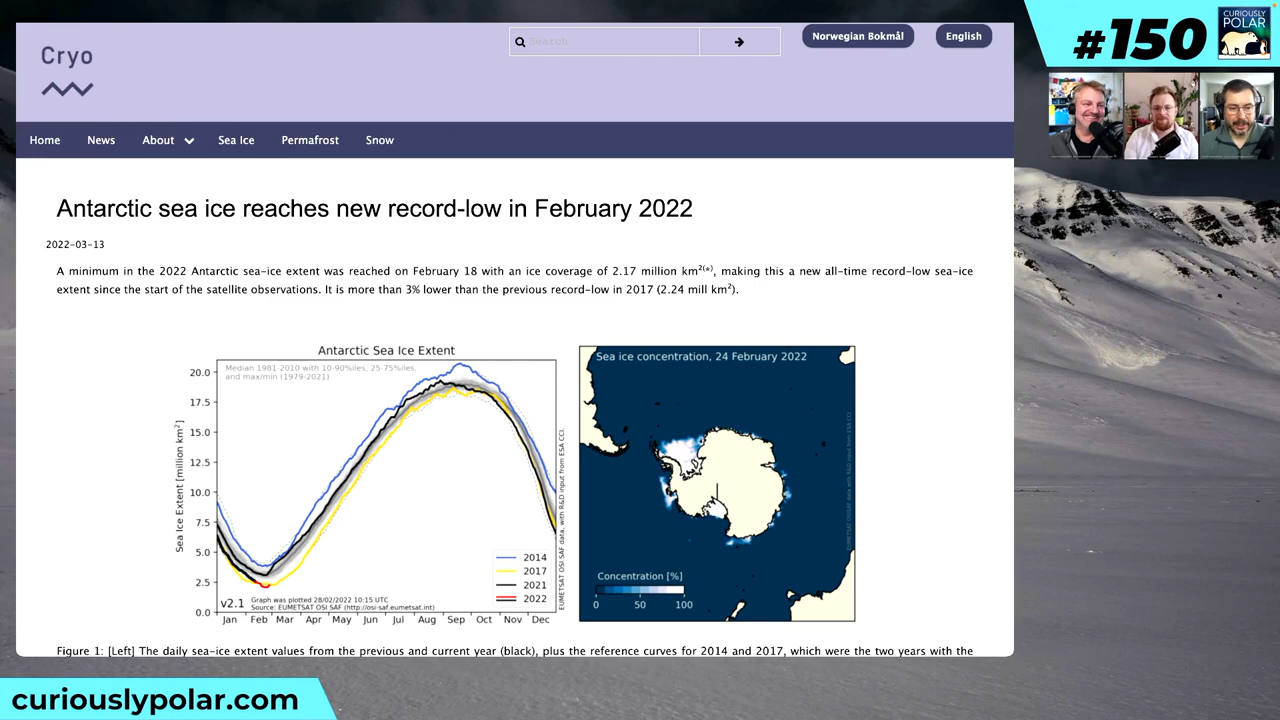 Cryo
Search
Norwegian Bokmål
English
#150
CURIOUSLY
POLAR
Home
News
About
Sea Ice
Permafrost
Snow
Antarctic sea ice reaches new record-low in February 2022
2022-03-13
A minimum in the 2022 Antarctic sea-ice extent was reached on February 18 with an ice coverage of 2.17 million km²⁽*⁾, making this a new all-time record-low sea-ice
extent since the start of the satellite observations. It is more than 3% lower than the previous record-low in 2017 (2.24 mill km²).
Antarctic Sea Ice Extent
Median 1981-2010 with 10-90%iles, 25-75%iles,
and max/min (1979-2021)
Sea Ice Extent [million km²]
20.0
17.5
15.0
12.5
10.0
7.5
5.0
2.5
0.0
2014
2017
2021
2022
v2.1
Graph was plotted 28/02/2022 10:15 UTC
Source: EUMETSAT OSI SAF (http://osi-saf.eumetsat.int)
Jan Feb Mar Apr May Jun Jul Aug Sep Oct Nov Dec
EUMETSAT OSI SAF data, with R&D input from ESA CCI.
Sea ice concentration, 24 February 2022
Concentration [%]
0 50 100
EUMETSAT OSISAF data with R&D input from ESA CCI
Figure 1: [Left] The daily sea-ice extent values from the previous and current year (black), plus the reference curves for 2014 and 2017, which were the two years with the
curiouslypolar.com